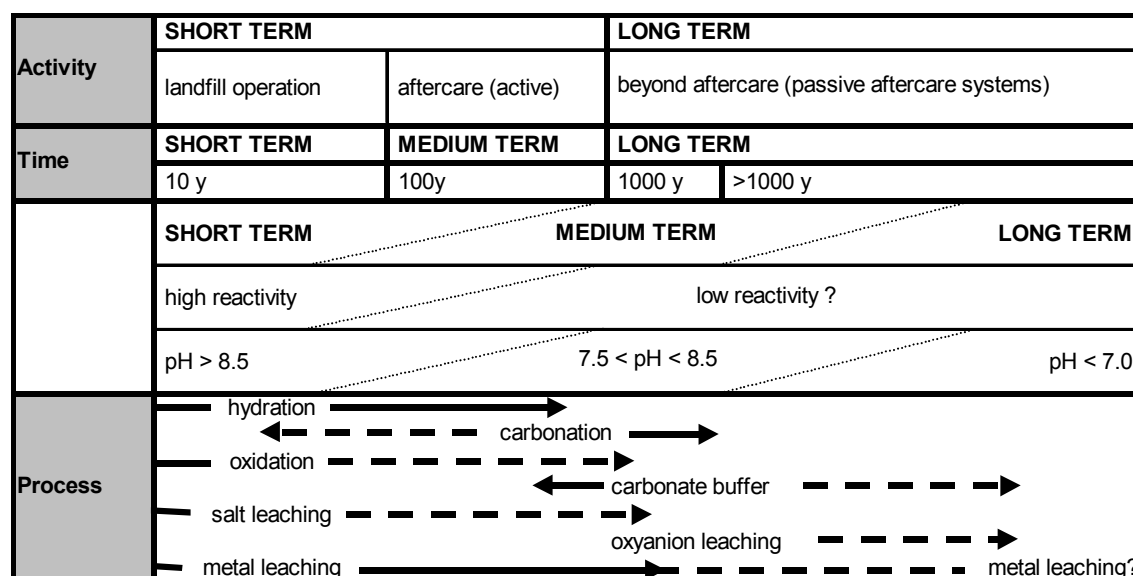 Activity
SHORT TERM LONG TERM
landfill operation aftercare (active) beyond aftercare (passive aftercare systems)
Time
SHORT TERM MEDIUM TERM LONG TERM
10 y 100y 1000 y >1000 y
SHORT TERM MEDIUM TERM LONG TERM
high reactivity low reactivity ?
pH > 8.5 7.5 < pH < 8.5 pH < 7.0
Process
hydration
carbonation
oxidation
carbonate buffer
salt leaching
oxyanion leaching
metal leaching metal leaching?